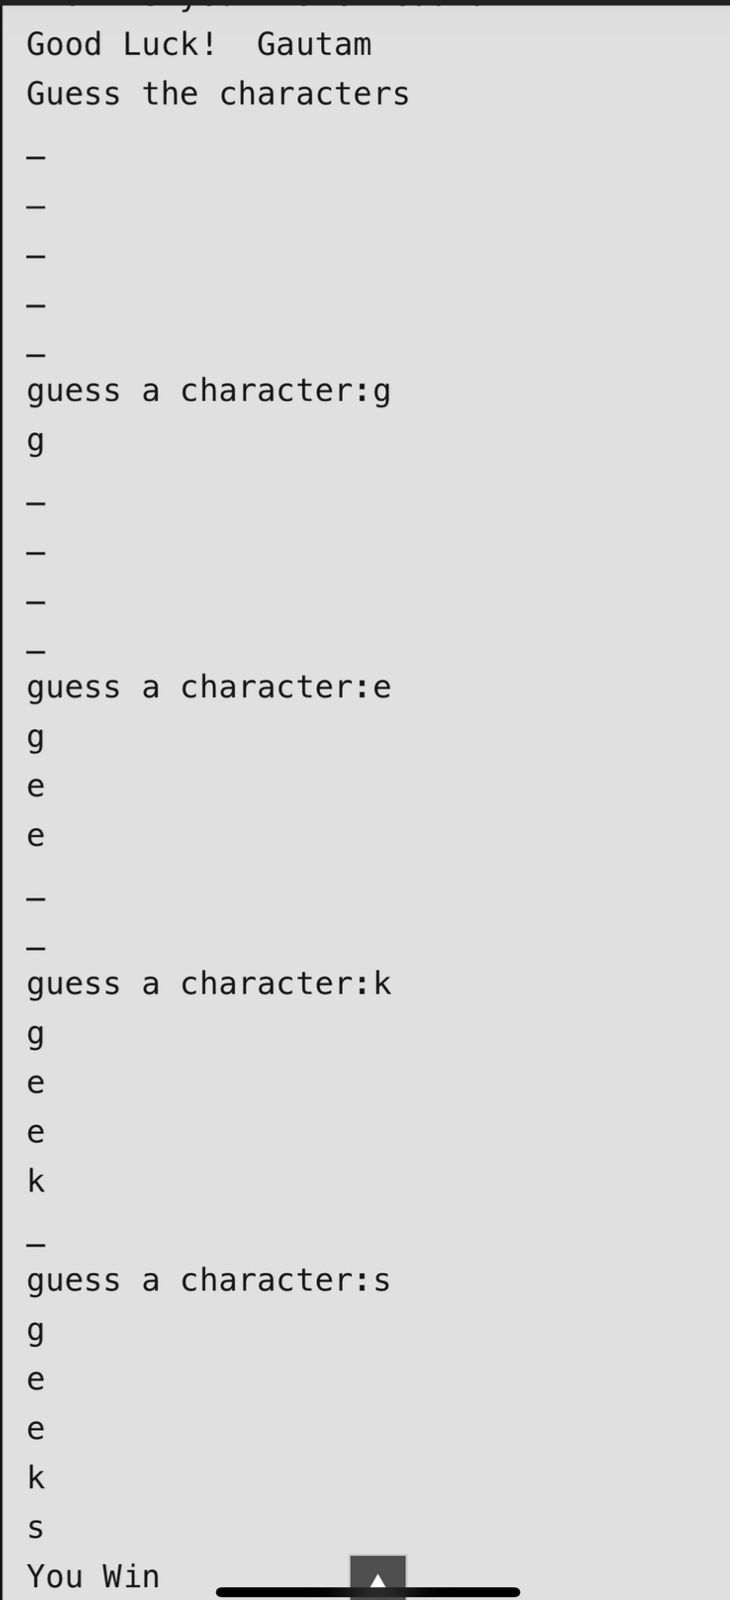 Good Luck!  Gautam
Guess the characters
_
_
_
_
_
guess a character:g
g
_
_
_
_
guess a character:e
g
e
e
_
_
guess a character:k
g
e
e
k
_
guess a character:s
g
e
e
k
s
You Win